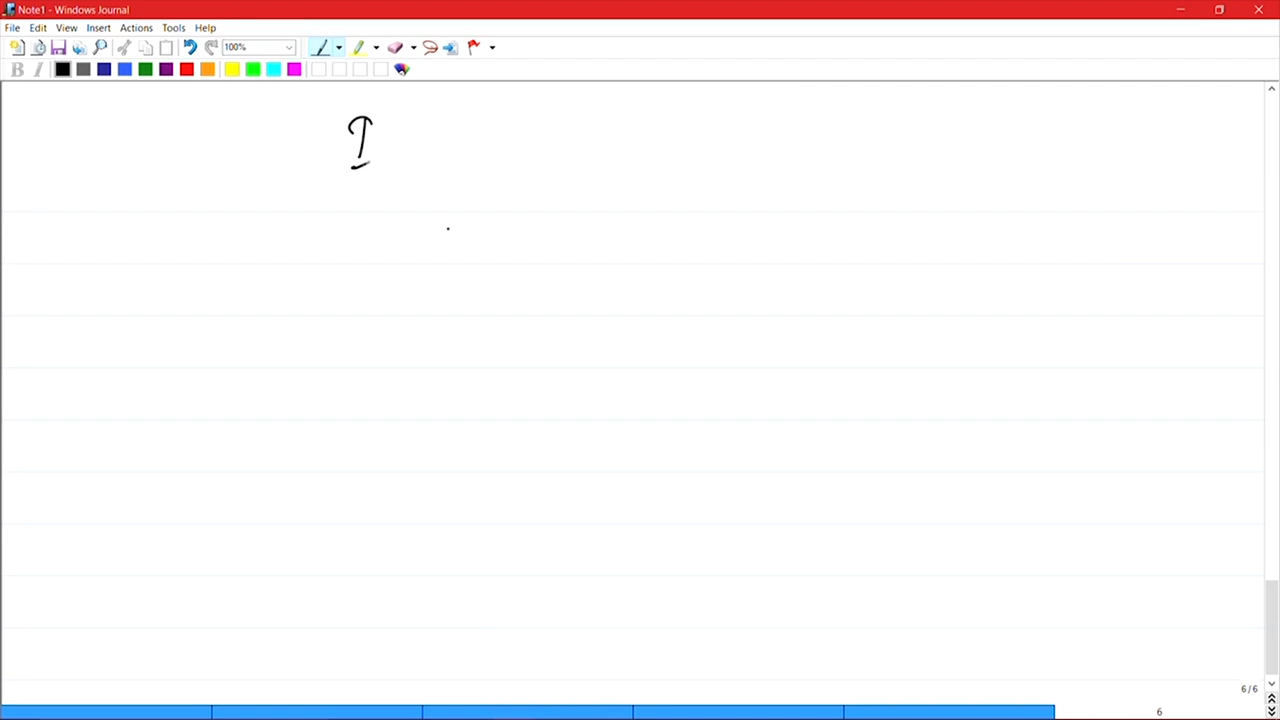 Note1 - Windows Journal
File Edit View Insert Actions Tools Help
100%
B I
I
6 / 6
6